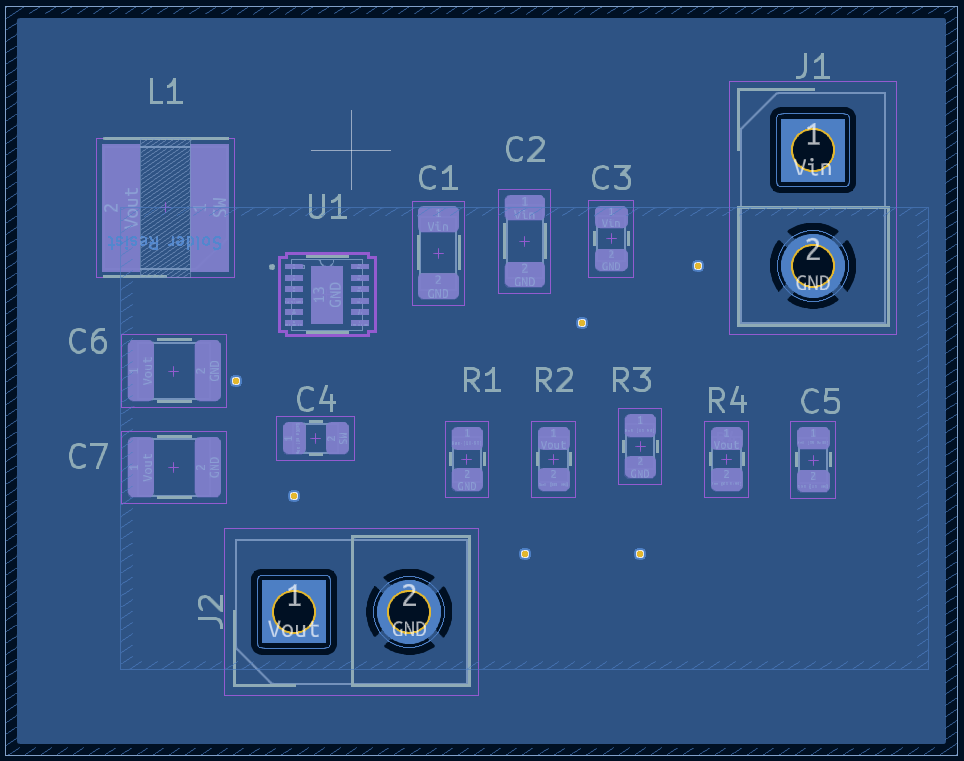 J1
L1
1
Vin
C2
C1
C3
2
Vout
1
SW
U1
Solder Resist
1
Vin
2
GND
1
Vin
2
GND
1
Vin
2
GND
2
GND
13
GND
C6
1
Vout
2
GND
C4
1
2
SW
R1
R2
R3
R4
C5
1
2
GND
1
Vout
2
1
2
GND
1
Vout
2
1
2
C7
1
Vout
2
GND
J2
1
Vout
2
GND